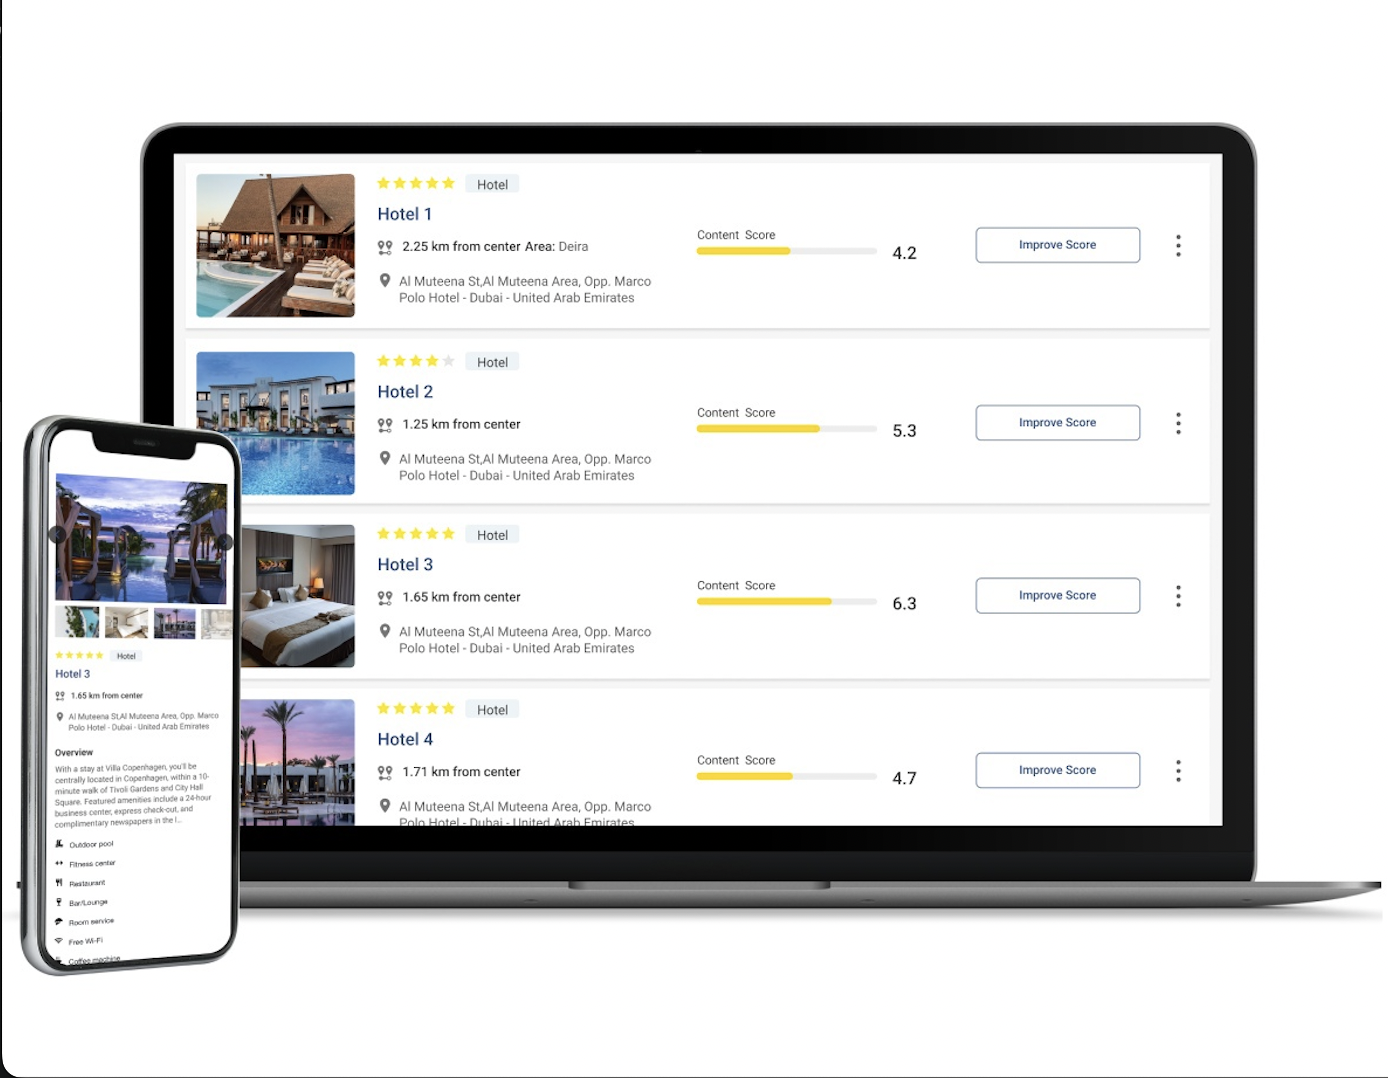 Hotel
Hotel 1
2.25 km from center Area: Deira
Al Muteena St,Al Muteena Area, Opp. Marco
Polo Hotel - Dubai - United Arab Emirates
Content Score
4.2
Improve Score
Hotel
Hotel 2
1.25 km from center
Al Muteena St,Al Muteena Area, Opp. Marco
Polo Hotel - Dubai - United Arab Emirates
Content Score
5.3
Improve Score
Hotel
Hotel 3
1.65 km from center
Al Muteena St,Al Muteena Area, Opp. Marco
Polo Hotel - Dubai - United Arab Emirates
Content Score
6.3
Improve Score
Hotel
Hotel 4
1.71 km from center
Al Muteena St,Al Muteena Area, Opp. Marco
Polo Hotel - Dubai - United Arab Emirates
Content Score
4.7
Improve Score
Hotel
Hotel 3
1.65 km from center
Al Muteena St,Al Muteena Area, Opp. Marco
Polo Hotel - Dubai - United Arab Emirates
Overview
With a stay at Villa Copenhagen, you'll be
centrally located in Copenhagen, within a 10-
minute walk of Tivoli Gardens and City Hall
Square. Featured amenities include a 24-hour
business center, express check-out, and
complimentary newspapers in the l...
Outdoor pool
Fitness center
Restaurant
Bar/Lounge
Room service
Free Wi-Fi
Coffee machine